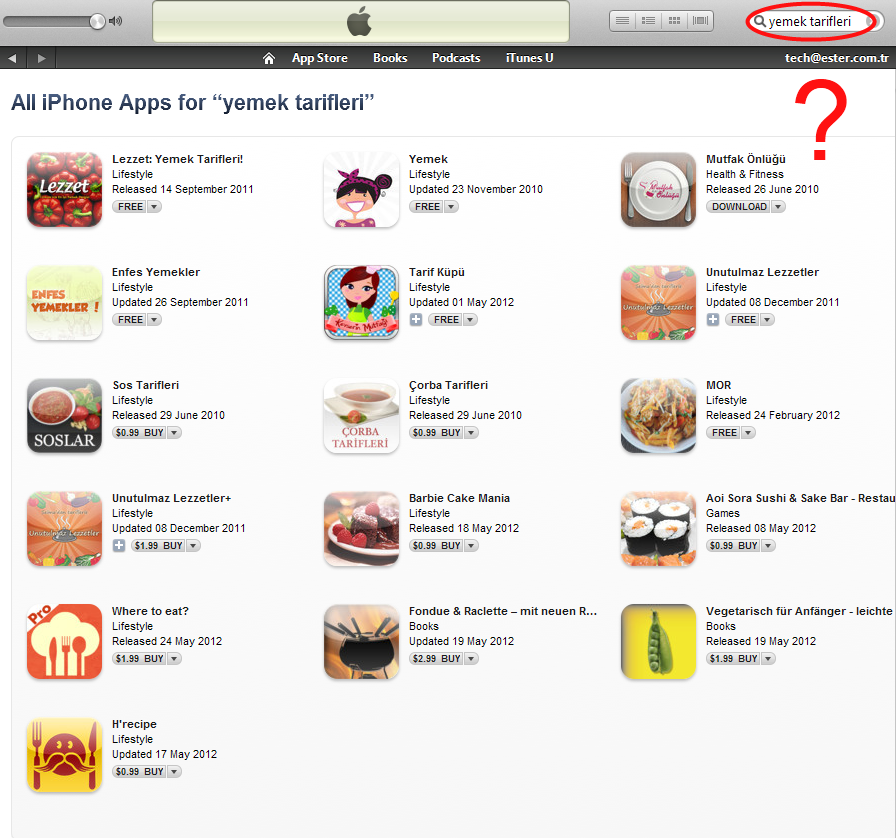 yemek tarifleri
App Store Books Podcasts iTunes U tech@ester.com.tr
All iPhone Apps for “yemek tarifleri”
?
Lezzet
Lezzet: Yemek Tarifleri!
Lifestyle
Released 14 September 2011
FREE
Yemek
Lifestyle
Updated 23 November 2010
FREE
Mutfak Önlüğü
Mutfak Önlüğü
Health & Fitness
Released 26 June 2010
DOWNLOAD
ENFES
YEMEKLER !
Enfes Yemekler
Lifestyle
Updated 26 September 2011
FREE
Tarif Küpü
Lifestyle
Updated 01 May 2012
FREE
Unutulmaz Lezzetler
Unutulmaz Lezzetler
Lifestyle
Updated 08 December 2011
FREE
SOSLAR
Sos Tarifleri
Lifestyle
Released 29 June 2010
$0.99 BUY
ÇORBA
TARİFLERİ
Çorba Tarifleri
Lifestyle
Released 29 June 2010
$0.99 BUY
MOR
Lifestyle
Released 24 February 2012
FREE
Unutulmaz Lezzetler
Unutulmaz Lezzetler+
Lifestyle
Updated 08 December 2011
$1.99 BUY
Barbie Cake Mania
Lifestyle
Released 18 May 2012
$0.99 BUY
Aoi Sora Sushi & Sake Bar - Restau
Games
Released 08 May 2012
$0.99 BUY
Pro
Where to eat?
Lifestyle
Released 24 May 2012
$1.99 BUY
Fondue & Raclette – mit neuen R...
Books
Updated 19 May 2012
$2.99 BUY
Vegetarisch für Anfänger - leichte
Books
Released 19 May 2012
$1.99 BUY
H'recipe
Lifestyle
Updated 17 May 2012
$0.99 BUY